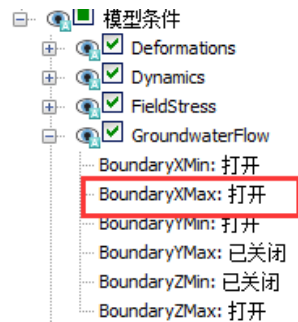 模型条件
Deformations
Dynamics
FieldStress
GroundwaterFlow
BoundaryXMin: 打开
BoundaryXMax: 打开
BoundaryYMin: 打开
BoundaryYMax: 已关闭
BoundaryZMin: 已关闭
BoundaryZMax: 打开